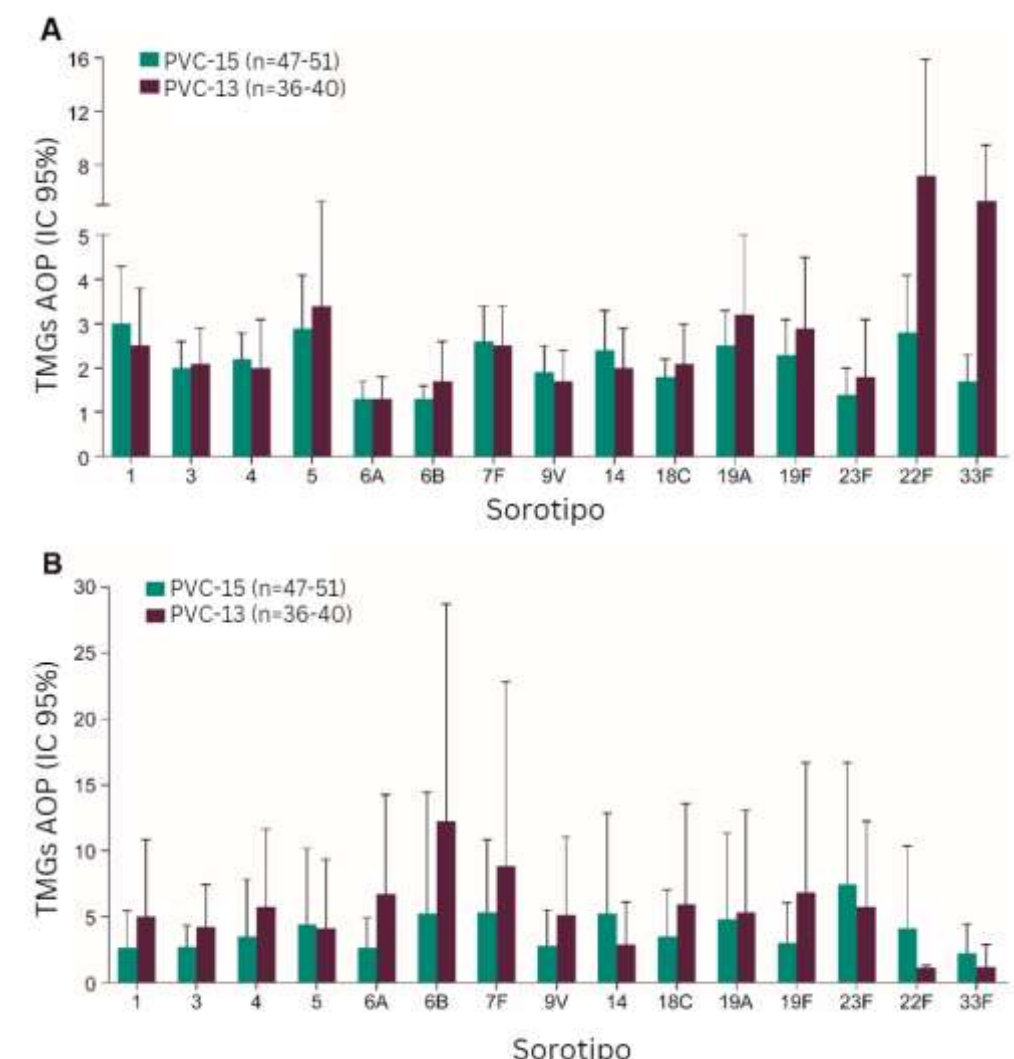 A
PVC-15 (n=47-51)
PVC-13 (n=36-40)
TMGs AOP (IC 95%)
16
12
8
5
4
3
2
1
0
1 3 4 5 6A 6B 7F 9V 14 18C 19A 19F 23F 22F 33F
Sorotipo
B
PVC-15 (n=47-51)
PVC-13 (n=36-40)
TMGs AOP (IC 95%)
30
25
20
15
10
5
0
1 3 4 5 6A 6B 7F 9V 14 18C 19A 19F 23F 22F 33F
Sorotipo